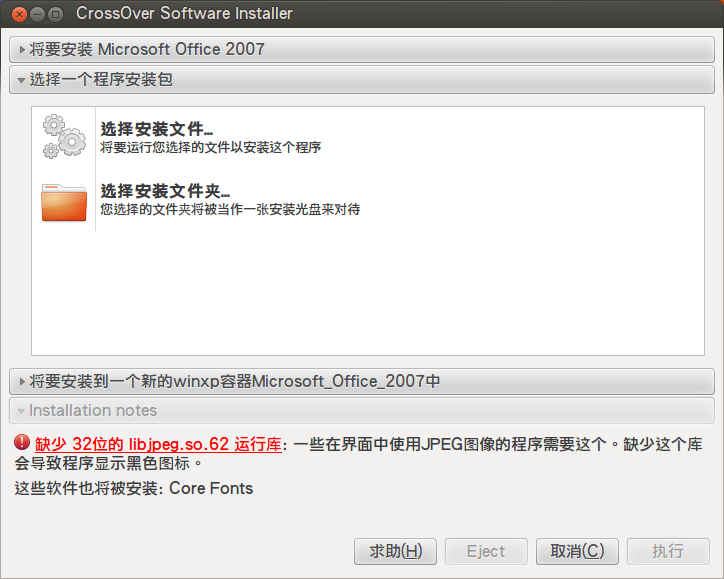 CrossOver Software Installer
将要安装 Microsoft Office 2007
选择一个程序安装包
选择安装文件...
将要运行您选择的文件以安装这个程序
选择安装文件夹...
您选择的文件夹将被当作一张安装光盘来对待
将要安装到一个新的winxp容器Microsoft_Office_2007中
Installation notes
缺少 32位的 libjpeg.so.62 运行库: 一些在界面中使用JPEG图像的程序需要这个。缺少这个库
会导致程序显示黑色图标。
这些软件也将被安装: Core Fonts
求助(H) Eject 取消(C) 执行